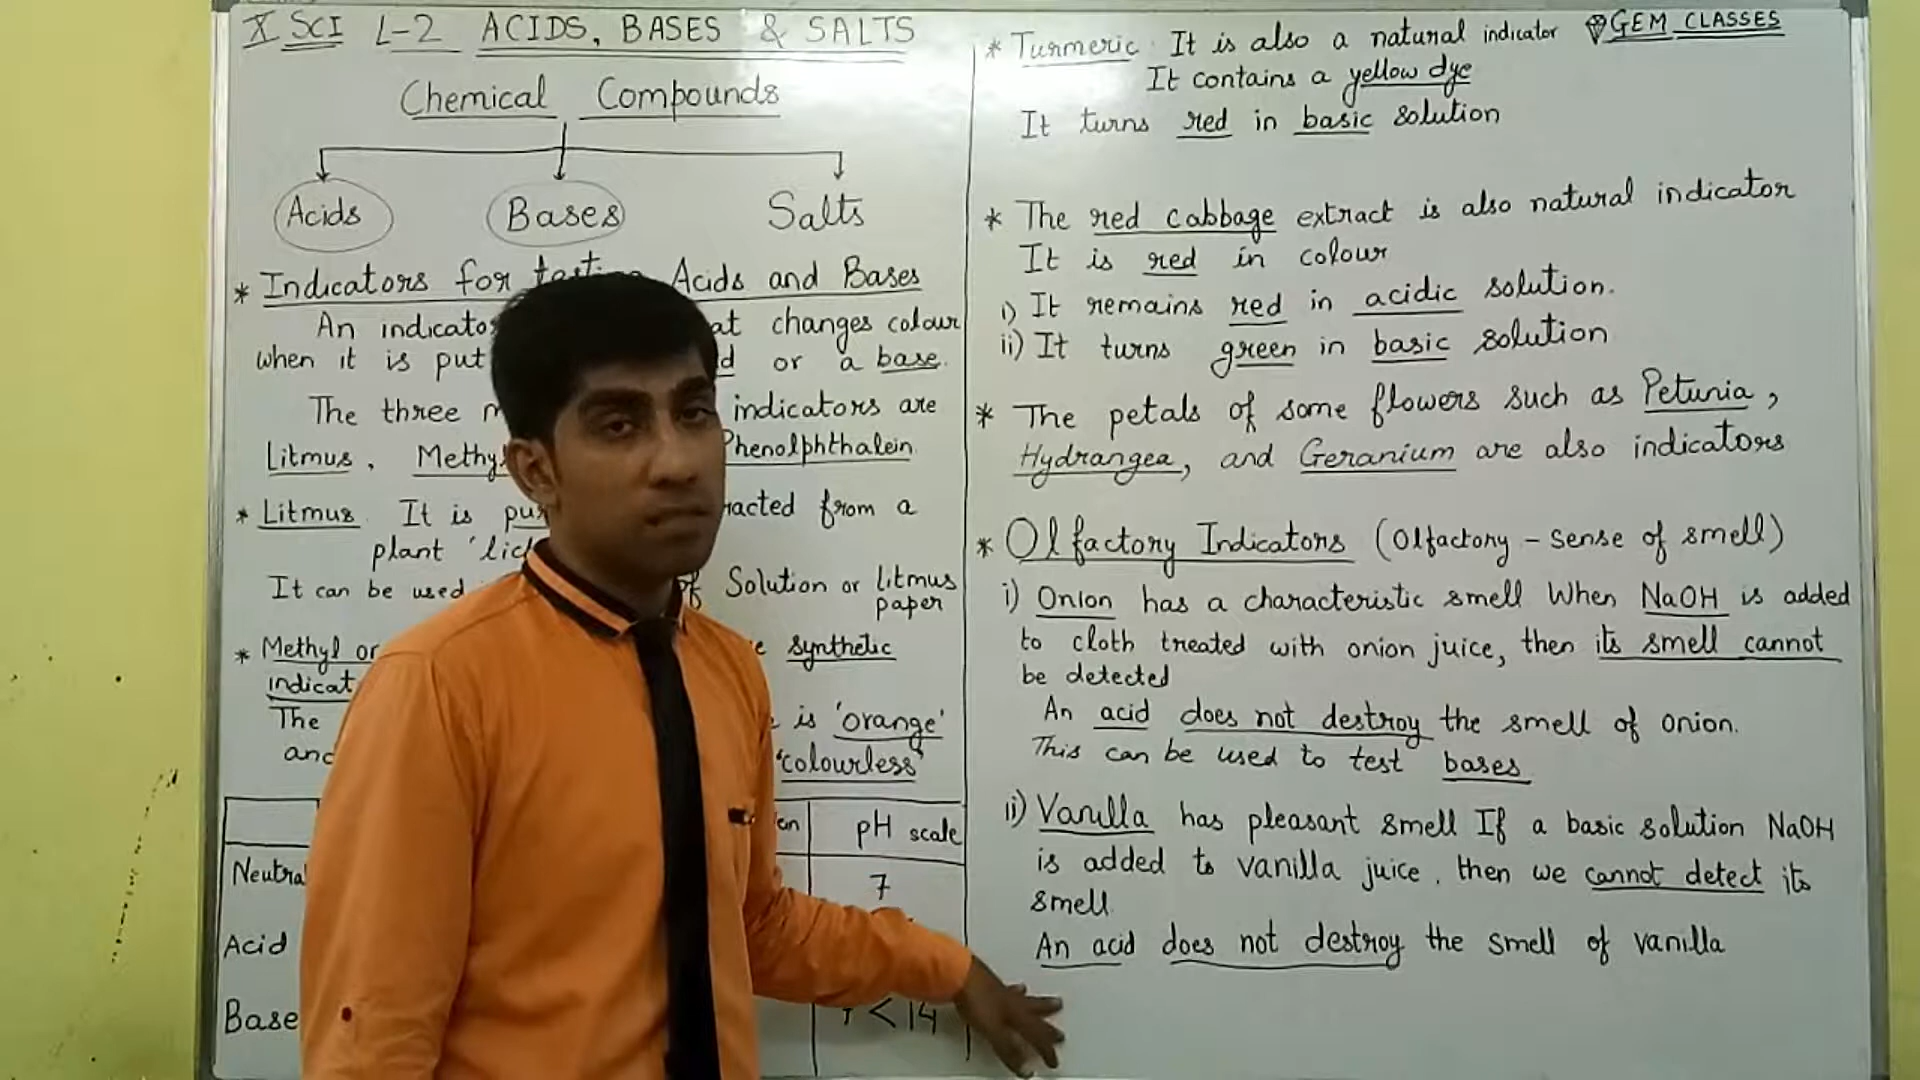 X SCI L-2 ACIDS, BASES & SALTS
Chemical Compounds
Acids Bases Salts
* Indicators for testing Acids and Bases
An indicato at changes colour
when it is put d or a base.
The three indicators are
Litmus, Methy Phenolphthalein
* Litmus. It is pur racted from a
plant 'lic
It can be used of Solution or litmus
paper
* Methyl or synthetic
indicat
The is 'orange'
and 'colourless'
en pH scale
Neutra 7
Acid
Base 7 < 14
GEM CLASSES
* Turmeric. It is also a natural indicator
It contains a yellow dye
It turns red in basic solution
* The red cabbage extract is also natural indicator
It is red in colour
i) It remains red in acidic solution.
ii) It turns green in basic solution
* The petals of some flowers such as Petunia,
Hydrangea, and Geranium are also indicators
* Olfactory Indicators (Olfactory - sense of smell)
i) Onion has a characteristic smell When NaOH is added
to cloth treated with onion juice, then its smell cannot
be detected
An acid does not destroy the smell of onion.
This can be used to test bases
ii) Vanilla has pleasant smell If a basic solution NaOH
is added to vanilla juice, then we cannot detect its
smell.
An acid does not destroy the smell of vanilla